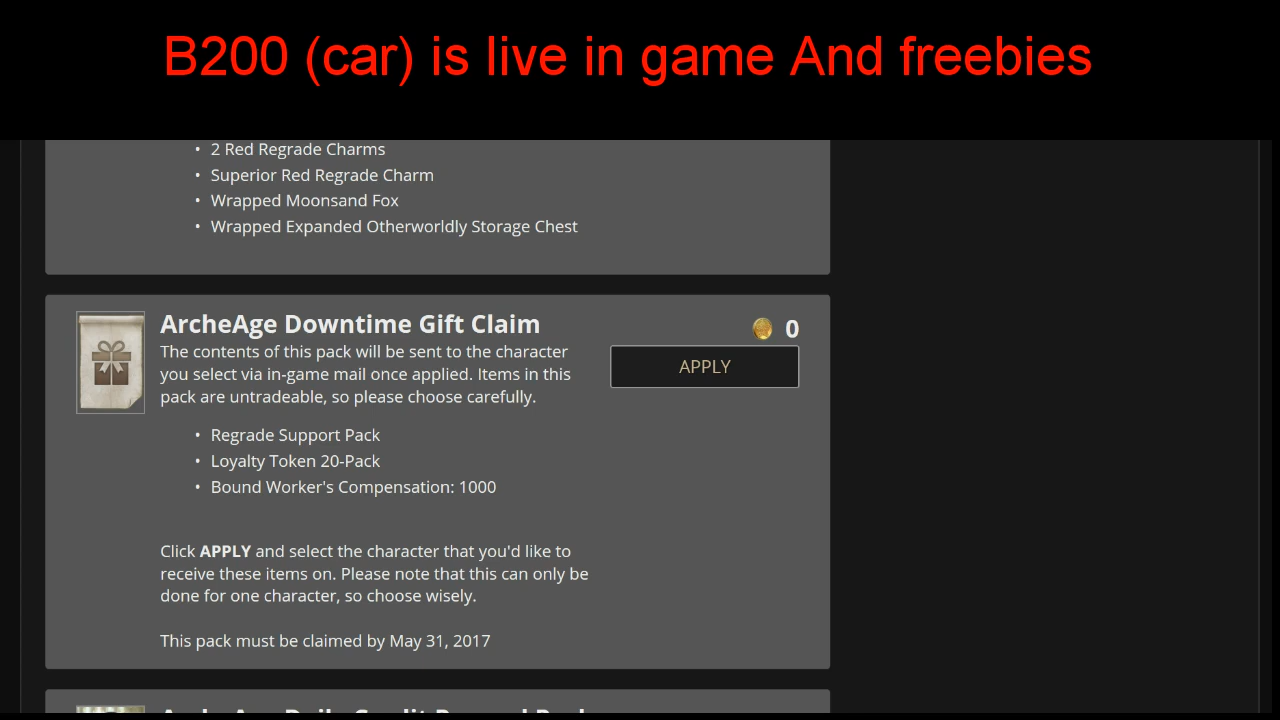 B200 (car) is live in game And freebies
• 2 Red Regrade Charms
• Superior Red Regrade Charm
• Wrapped Moonsand Fox
• Wrapped Expanded Otherworldly Storage Chest
ArcheAge Downtime Gift Claim
0
The contents of this pack will be sent to the character
you select via in-game mail once applied. Items in this
pack are untradeable, so please choose carefully.
APPLY
• Regrade Support Pack
• Loyalty Token 20-Pack
• Bound Worker's Compensation: 1000
Click APPLY and select the character that you'd like to
receive these items on. Please note that this can only be
done for one character, so choose wisely.
This pack must be claimed by May 31, 2017